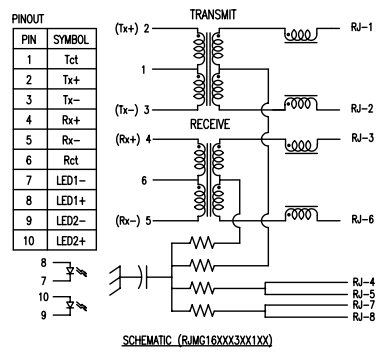 PINOUT
PIN SYMBOL
1 Tct
2 Tx+
3 Tx-
4 Rx+
5 Rx-
6 Rct
7 LED1-
8 LED1+
9 LED2-
10 LED2+
TRANSMIT
(Tx+) 2
RJ-1
1
(Tx-) 3
RJ-2
RECEIVE
(Rx+) 4
RJ-3
6
(Rx-) 5
RJ-6
8
7
10
9
RJ-4
RJ-5
RJ-7
RJ-8
SCHEMATIC (RJMG16XXX3XX1XX)